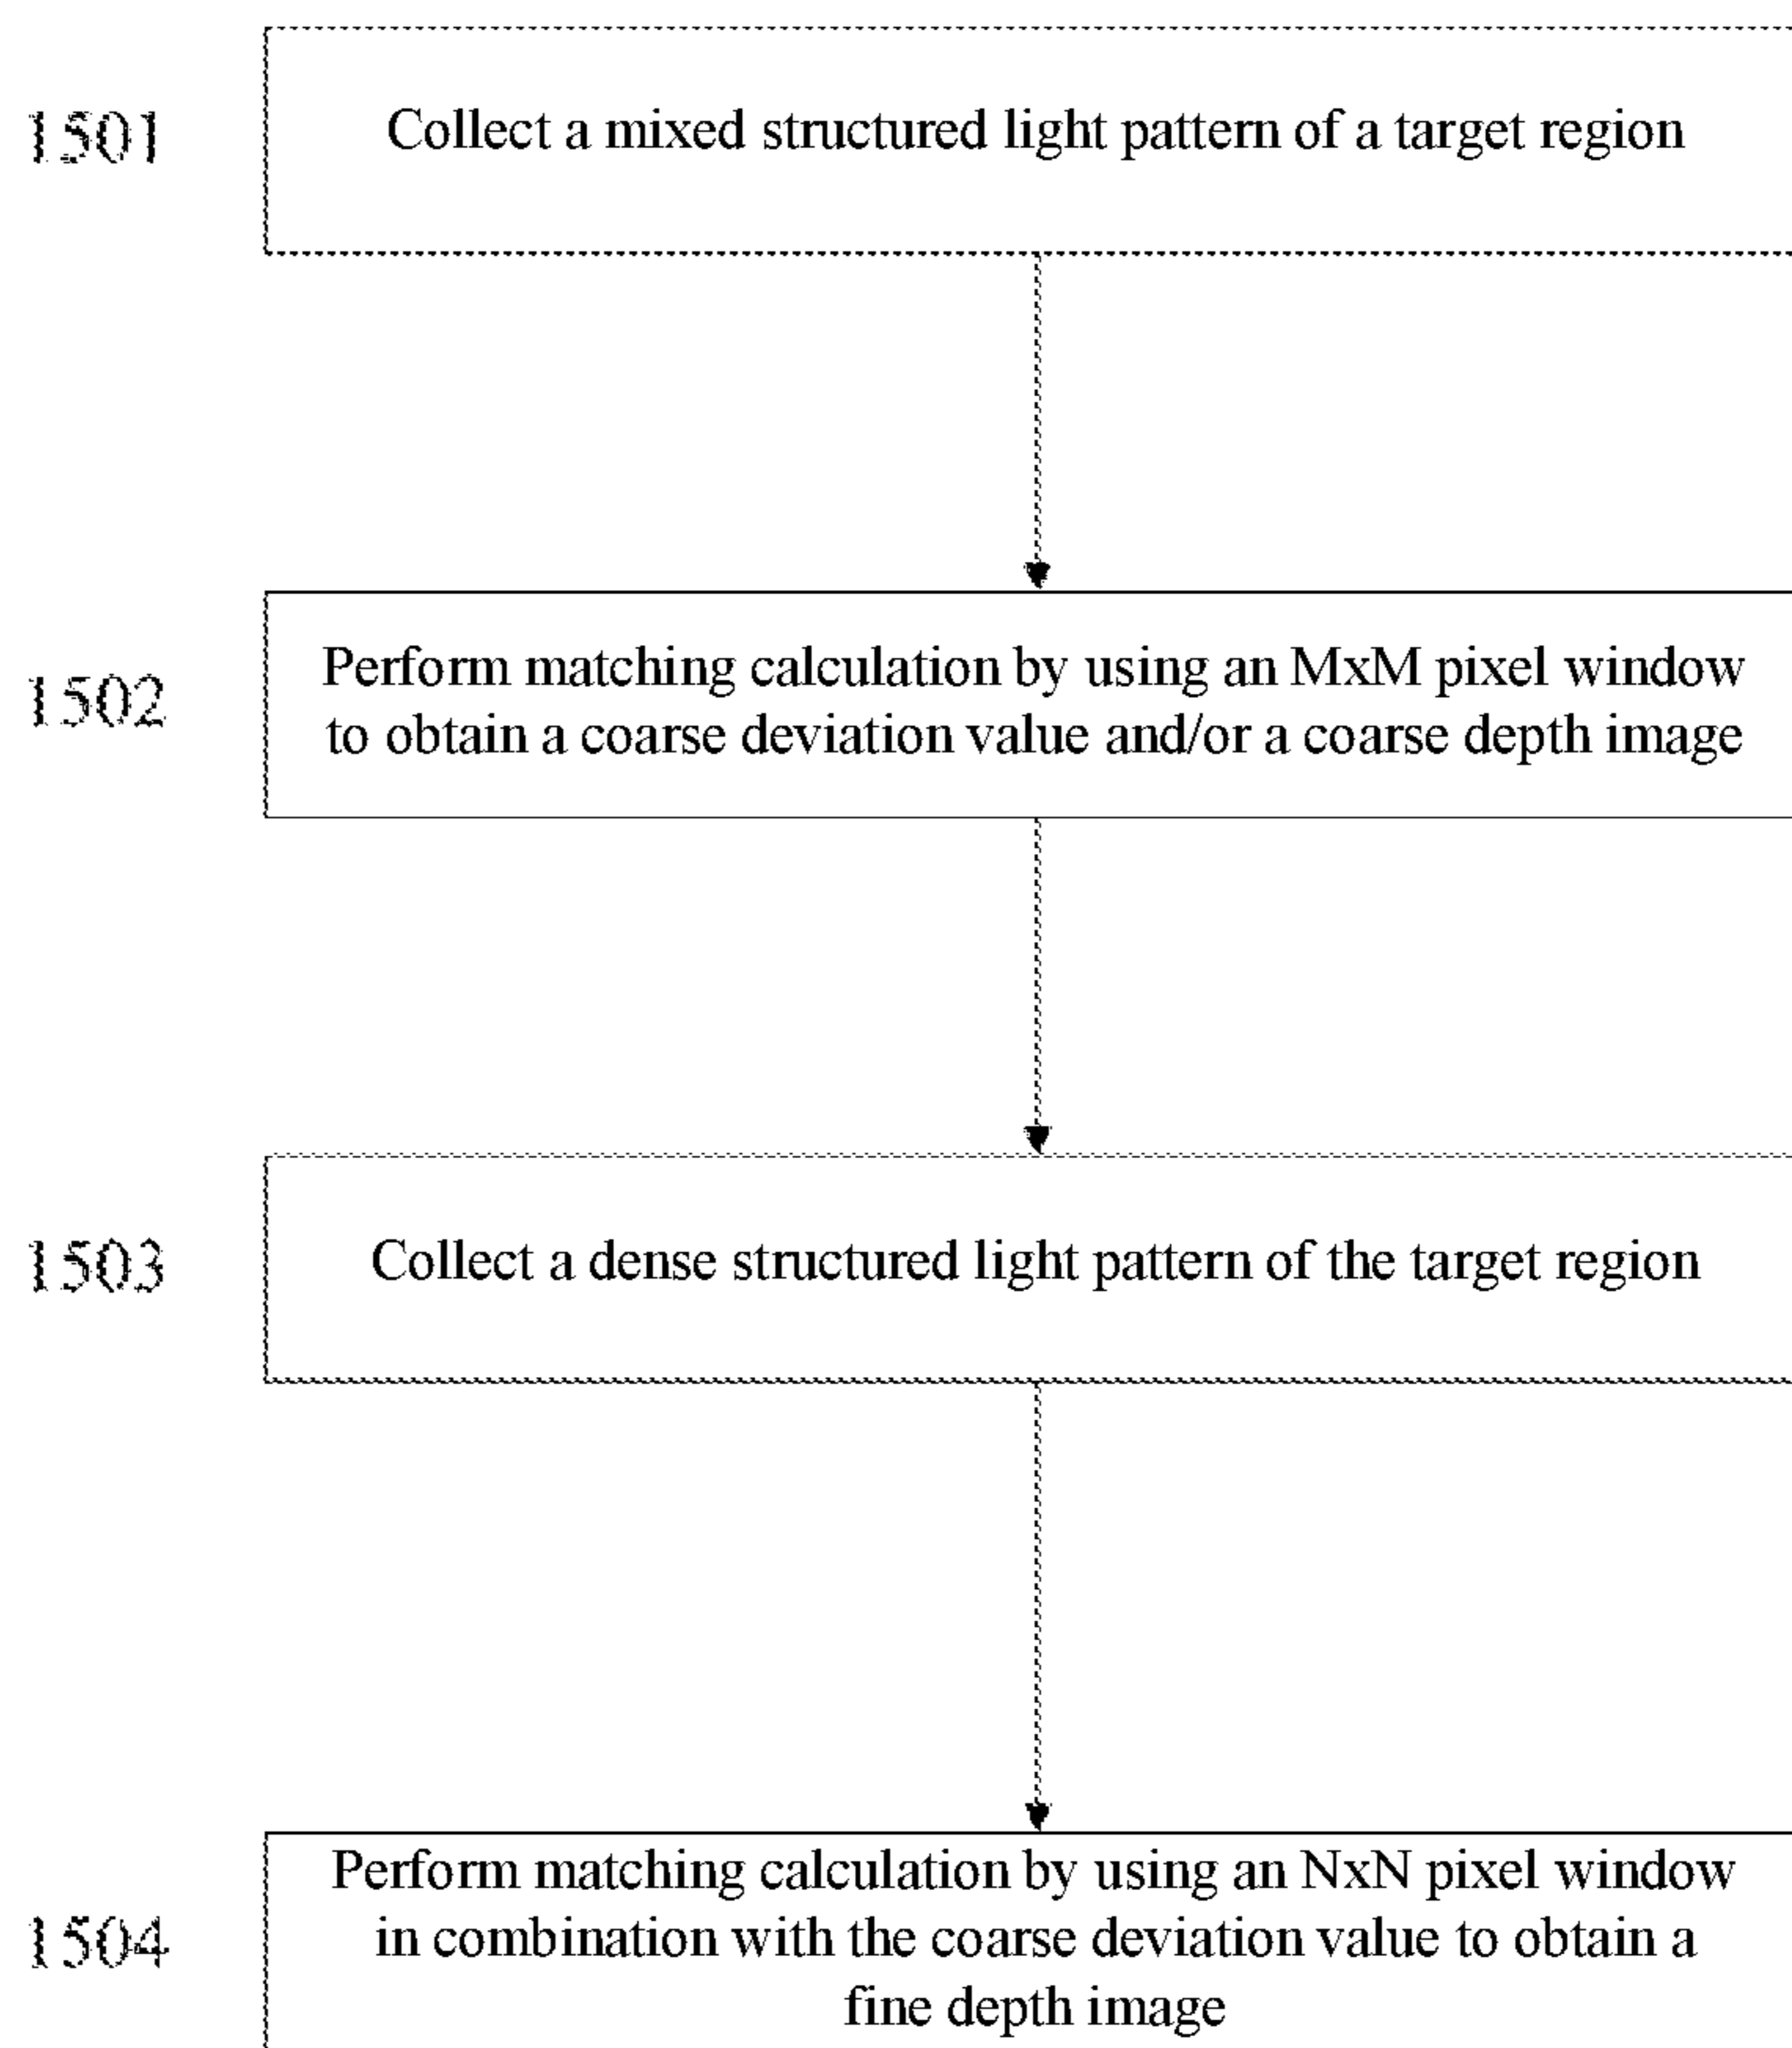 1501
Collect a mixed structured light pattern of a target region
1502
Perform matching calculation by using an MxM pixel window
to obtain a coarse deviation value and/or a coarse depth image
1503
Collect a dense structured light pattern of the target region
1504
Perform matching calculation by using an NxN pixel window
in combination with the coarse deviation value to obtain a
fine depth image